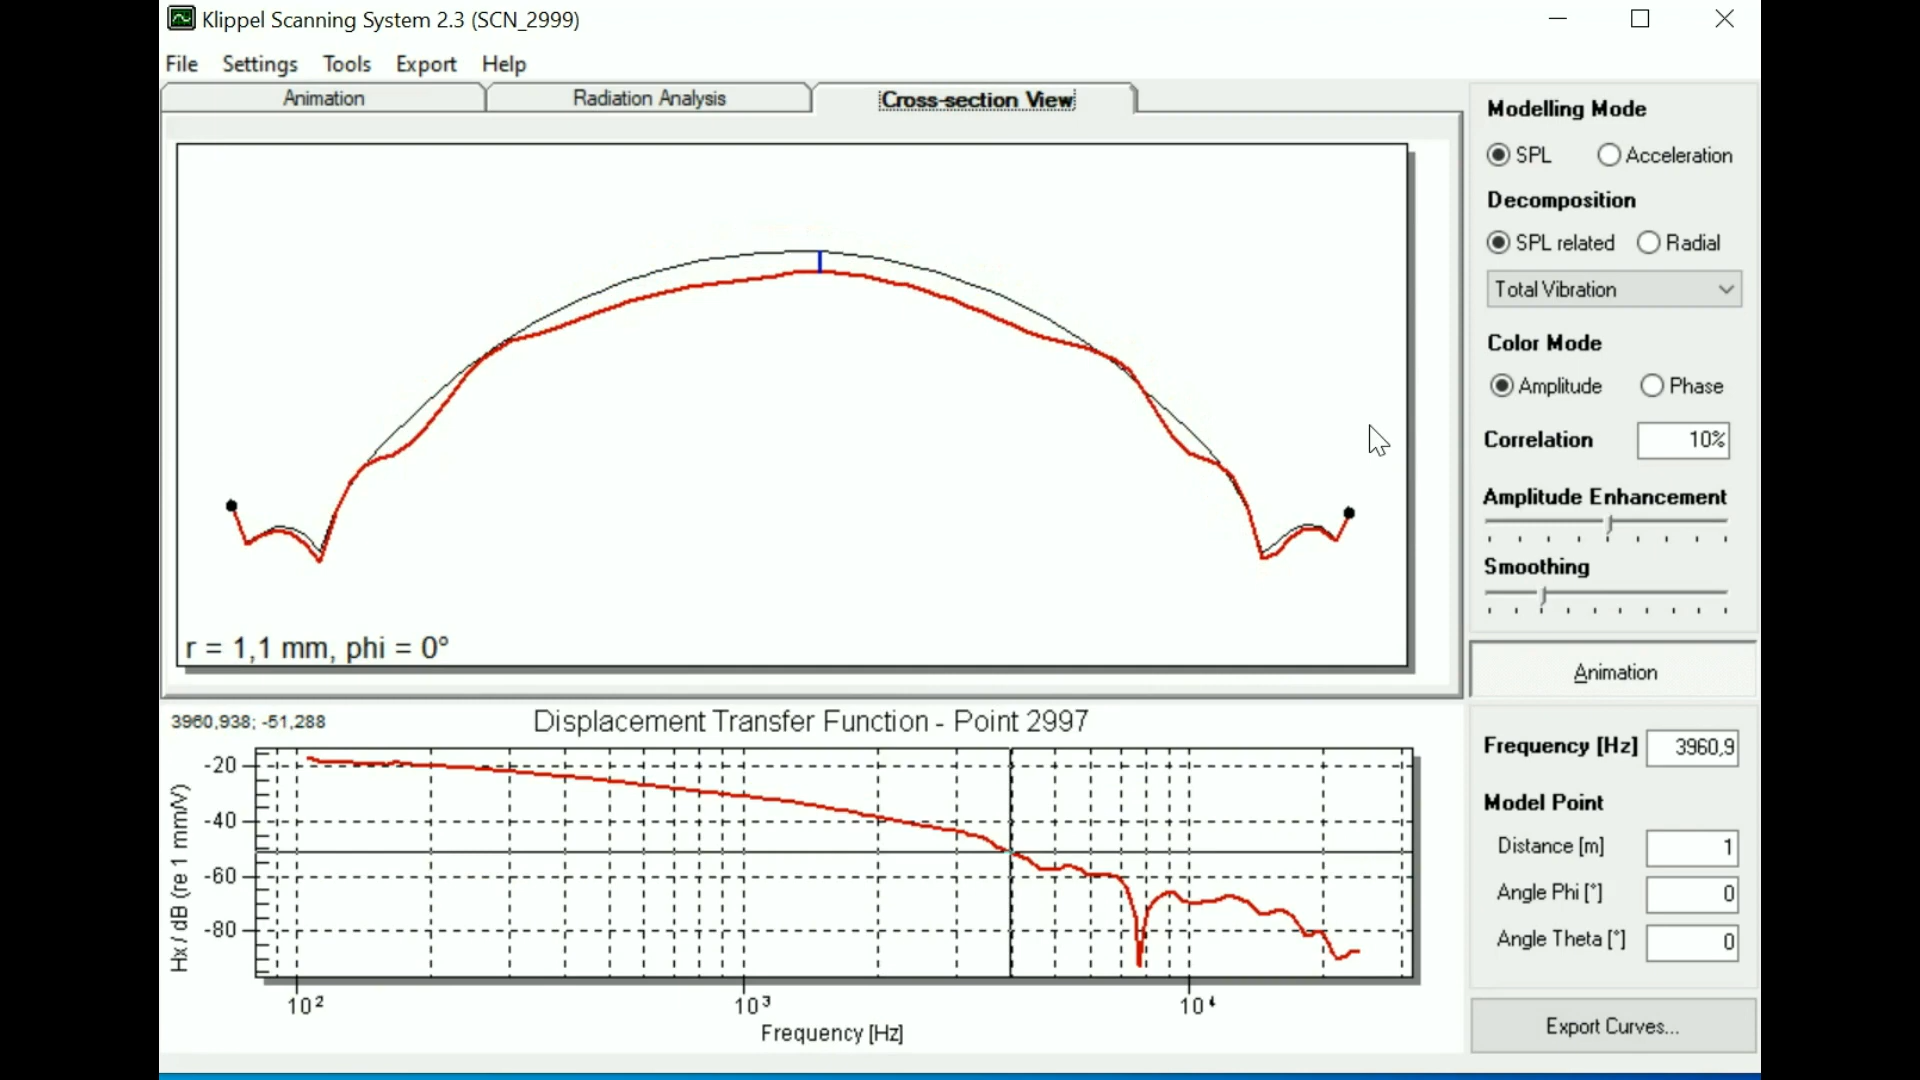 Klippel Scanning System 2.3 (SCN_2999)
File Settings Tools Export Help
Animation Radiation Analysis Cross-section View
r = 1,1 mm, phi = 0°
3960,938; -51,288
Displacement Transfer Function - Point 2997
Hx / dB (re 1 mm/V)
-20
-40
-60
-80
10² 10³ 10⁴
Frequency [Hz]
Modelling Mode
SPL Acceleration
Decomposition
SPL related Radial
Total Vibration
Color Mode
Amplitude Phase
Correlation 10%
Amplitude Enhancement
Smoothing
Animation
Frequency [Hz] 3960,9
Model Point
Distance [m] 1
Angle Phi [°] 0
Angle Theta [°] 0
Export Curves...